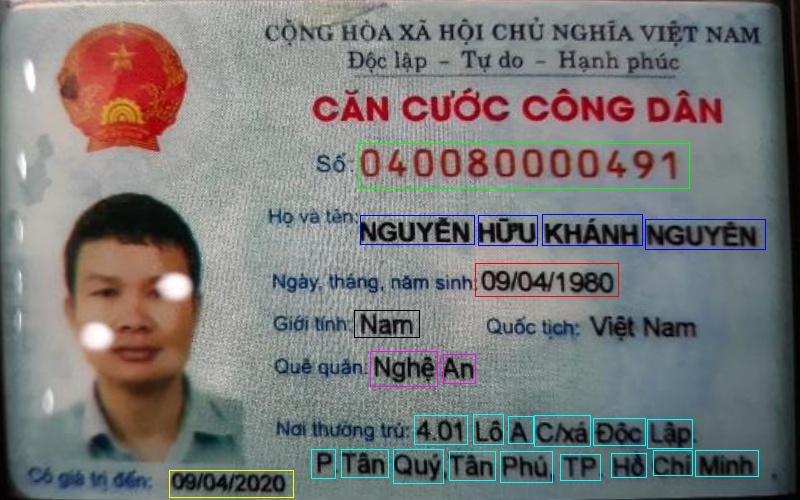 CỘNG HÒA XÃ HỘI CHỦ NGHĨA VIỆT NAM
Độc lập - Tự do - Hạnh phúc
CĂN CƯỚC CÔNG DÂN
Số: 040080000491
Họ và tên: NGUYỄN HỮU KHÁNH NGUYÊN
Ngày, tháng, năm sinh: 09/04/1980
Giới tính: Nam Quốc tịch: Việt Nam
Quê quán: Nghệ An
Nơi thường trú: 4.01 Lô A C/xá Độc Lập,
P. Tân Quý, Tân Phú, TP. Hồ Chí Minh
Có giá trị đến: 09/04/2020